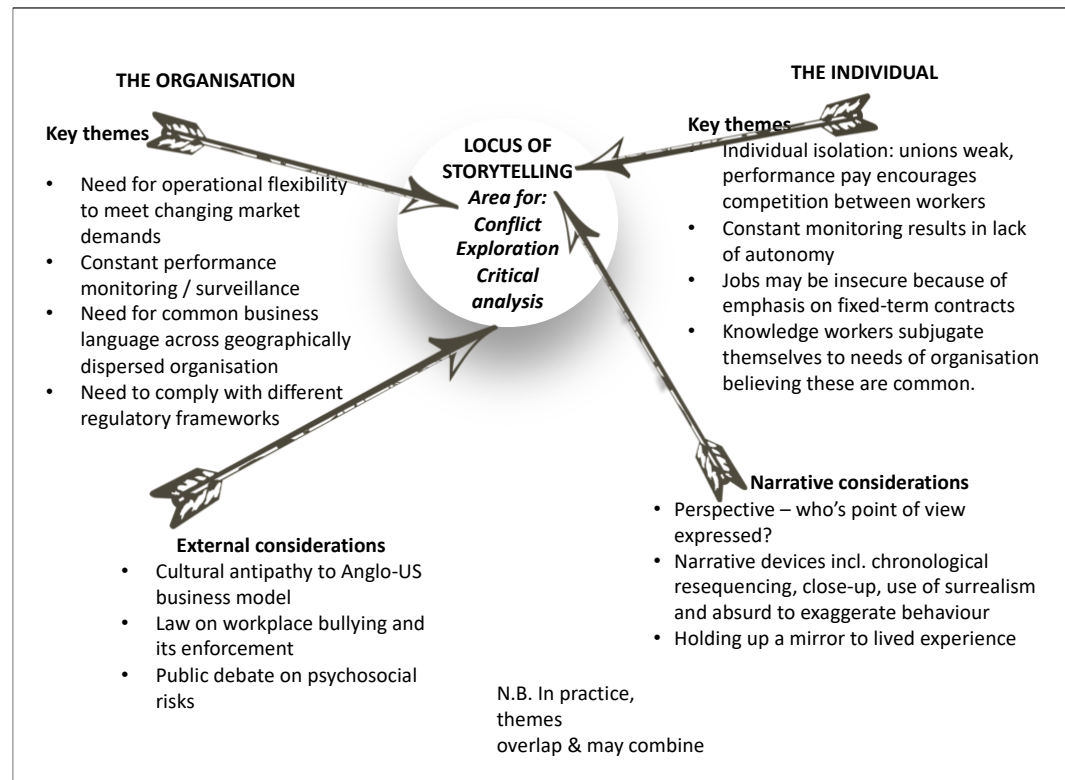 THE ORGANISATION
Key themes
• Need for operational flexibility
to meet changing market
demands
• Constant performance
monitoring / surveillance
• Need for common business
language across geographically
dispersed organisation
• Need to comply with different
regulatory frameworks
LOCUS OF
STORYTELLING
Area for:
Conflict
Exploration
Critical
analysis
THE INDIVIDUAL
Key themes
Individual isolation: unions weak,
performance pay encourages
competition between workers
• Constant monitoring results in lack
of autonomy
• Jobs may be insecure because of
emphasis on fixed-term contracts
• Knowledge workers subjugate
themselves to needs of organisation
believing these are common.
External considerations
• Cultural antipathy to Anglo-US
business model
• Law on workplace bullying and
its enforcement
• Public debate on psychosocial
risks
Narrative considerations
• Perspective – who's point of view
expressed?
• Narrative devices incl. chronological
resequencing, close-up, use of surrealism
and absurd to exaggerate behaviour
• Holding up a mirror to lived experience
N.B. In practice,
themes
overlap & may combine